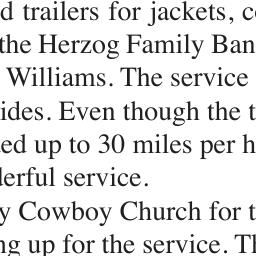 d trailers for jackets, c
the Herzog Family Ban
Williams. The service
ides. Even though the t
ed up to 30 miles per h
derful service.
y Cowboy Church for t
ng up for the service. Th